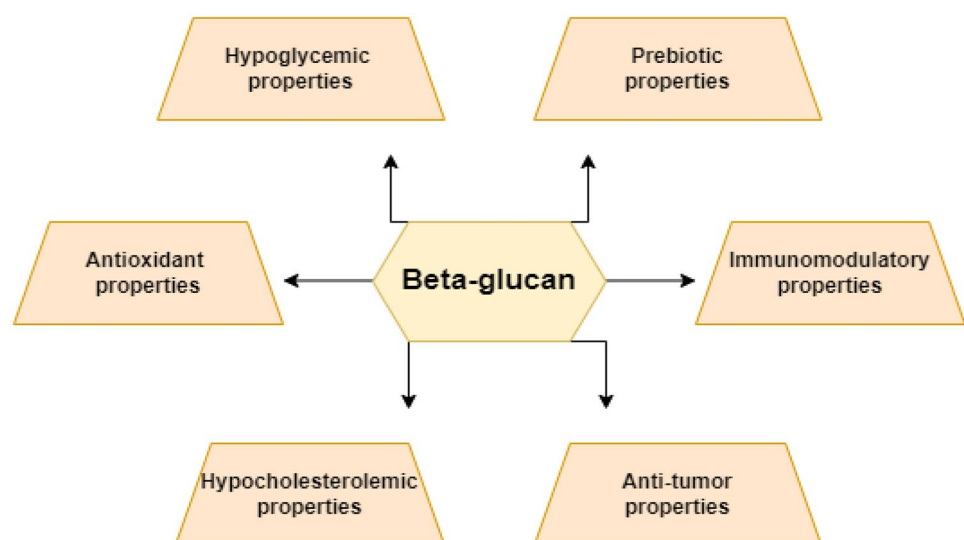 Hypoglycemic
properties
Prebiotic
properties
Antioxidant
properties
Beta-glucan
Immunomodulatory
properties
Hypocholesterolemic
properties
Anti-tumor
properties